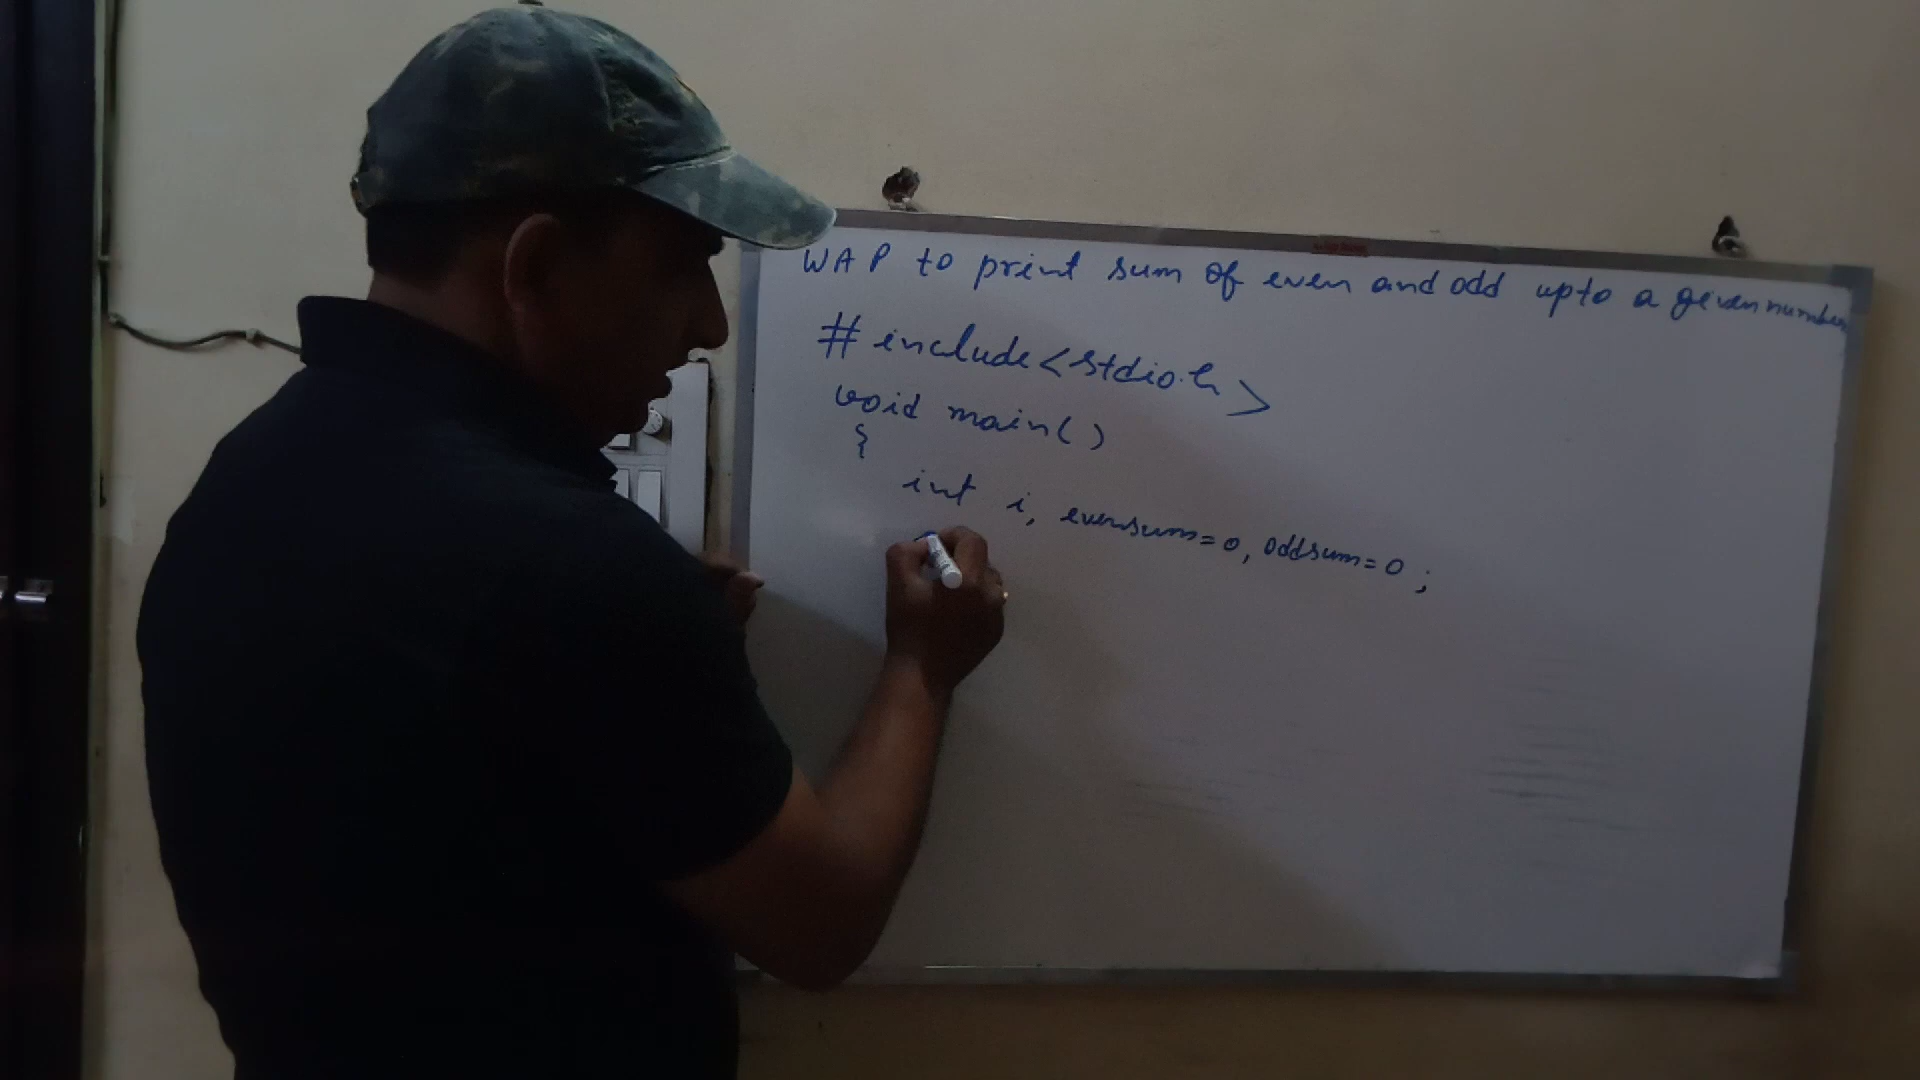 WAP to print sum of even and odd upto a given number
# include<stdio.h>
void main()
{
int i, evensum=0, oddsum=0;